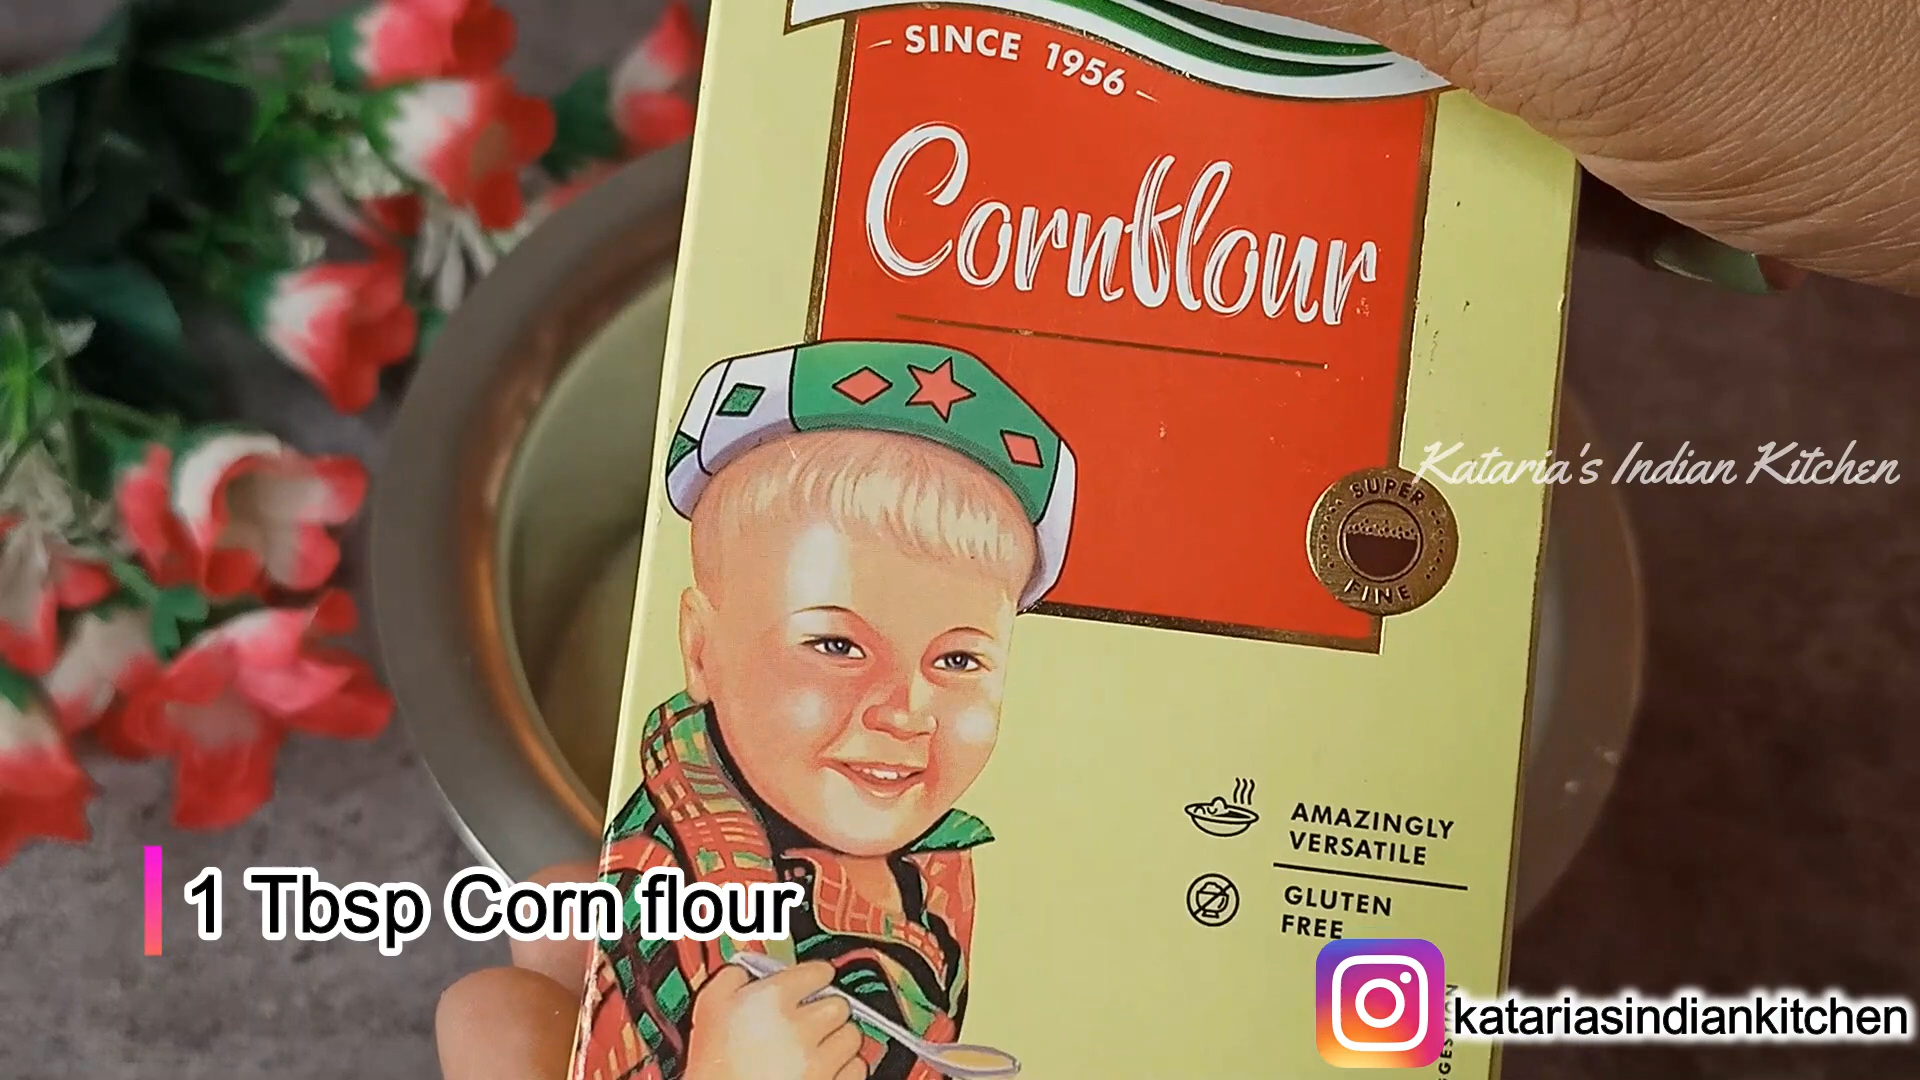 SINCE 1956
Cornflour
Kataria's Indian Kitchen
SUPER
FINE
AMAZINGLY
VERSATILE
GLUTEN
FREE
1 Tbsp Corn flour
katariasindiankitchen